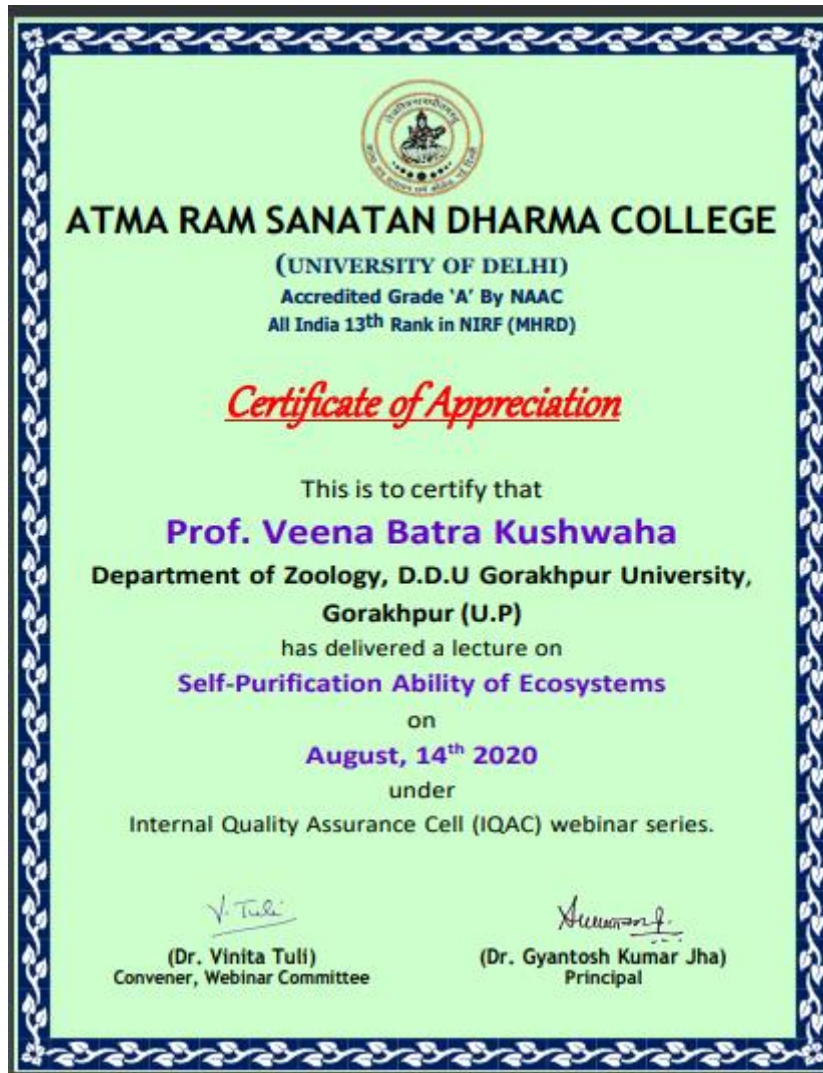 ATMA RAM SANATAN DHARMA COLLEGE
(UNIVERSITY OF DELHI)
Accredited Grade ‘A’ By NAAC
All India 13th Rank in NIRF (MHRD)
Certificate of Appreciation
This is to certify that
Prof. Veena Batra Kushwaha
Department of Zoology, D.D.U Gorakhpur University,
Gorakhpur (U.P)
has delivered a lecture on
Self-Purification Ability of Ecosystems
on
August, 14th 2020
under
Internal Quality Assurance Cell (IQAC) webinar series.
V. Tuli
(Dr. Vinita Tuli)
Convener, Webinar Committee
(Dr. Gyantosh Kumar Jha)
Principal